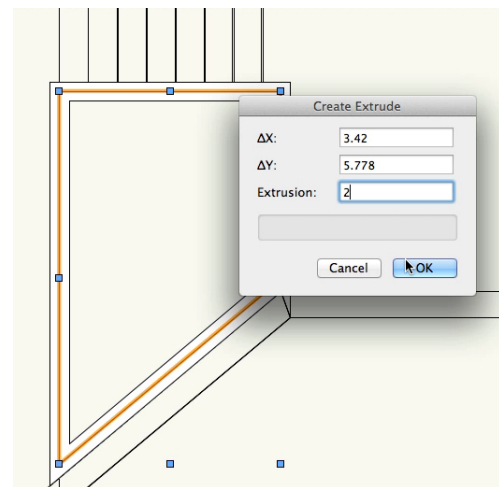 Create Extrude
ΔX: 3.42
ΔY: 5.778
Extrusion: 2
Cancel OK